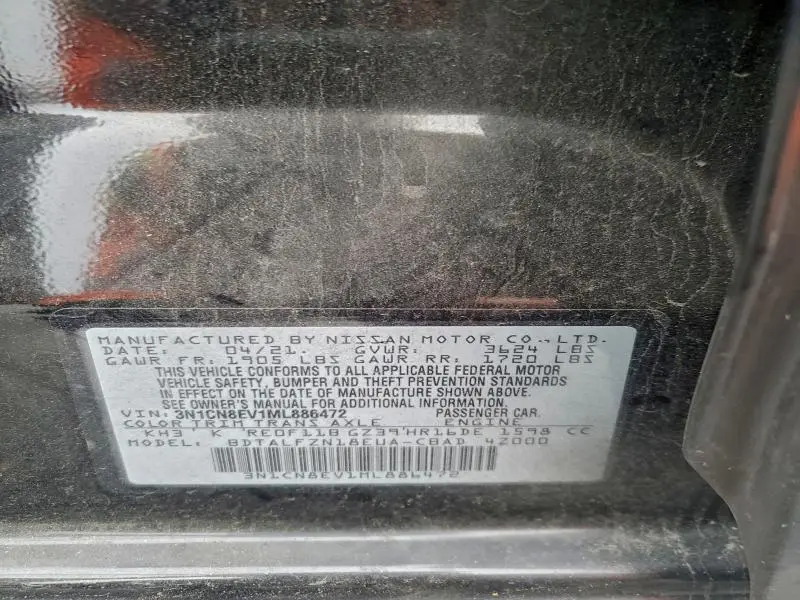 MANUFACTURED BY NISSAN MOTOR CO., LTD.
DATE: 04/21. GVWR: 3624 LBS
GAWR FR: 1905 LBS GAWR RR: 1720 LBS
THIS VEHICLE CONFORMS TO ALL APPLICABLE FEDERAL MOTOR
VEHICLE SAFETY, BUMPER AND THEFT PREVENTION STANDARDS
IN EFFECT ON THE DATE OF MANUFACTURE SHOWN ABOVE.
SEE OWNER'S MANUAL FOR ADDITIONAL INFORMATION.
VIN: 3N1CN8EV1ML886472 PASSENGER CAR.
COLOR TRIM TRANS AXLE ENGINE
KH3 K RE0F11B GZ39 HR16DE 1598 CC
MODEL: BDTALFZN18EUA-CBAD 4Z000
3N1CN8EV1ML886472